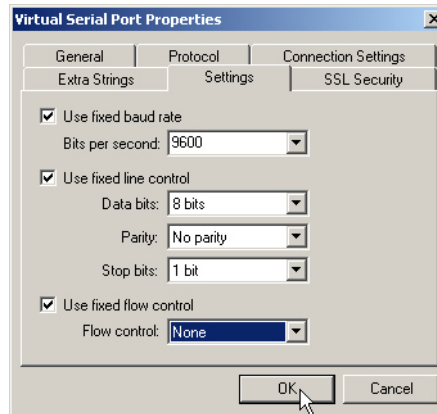 Virtual Serial Port Properties
General Protocol Connection Settings
Extra Strings Settings SSL Security
Use fixed baud rate
Bits per second: 9600
Use fixed line control
Data bits: 8 bits
Parity: No parity
Stop bits: 1 bit
Use fixed flow control
Flow control: None
OK Cancel